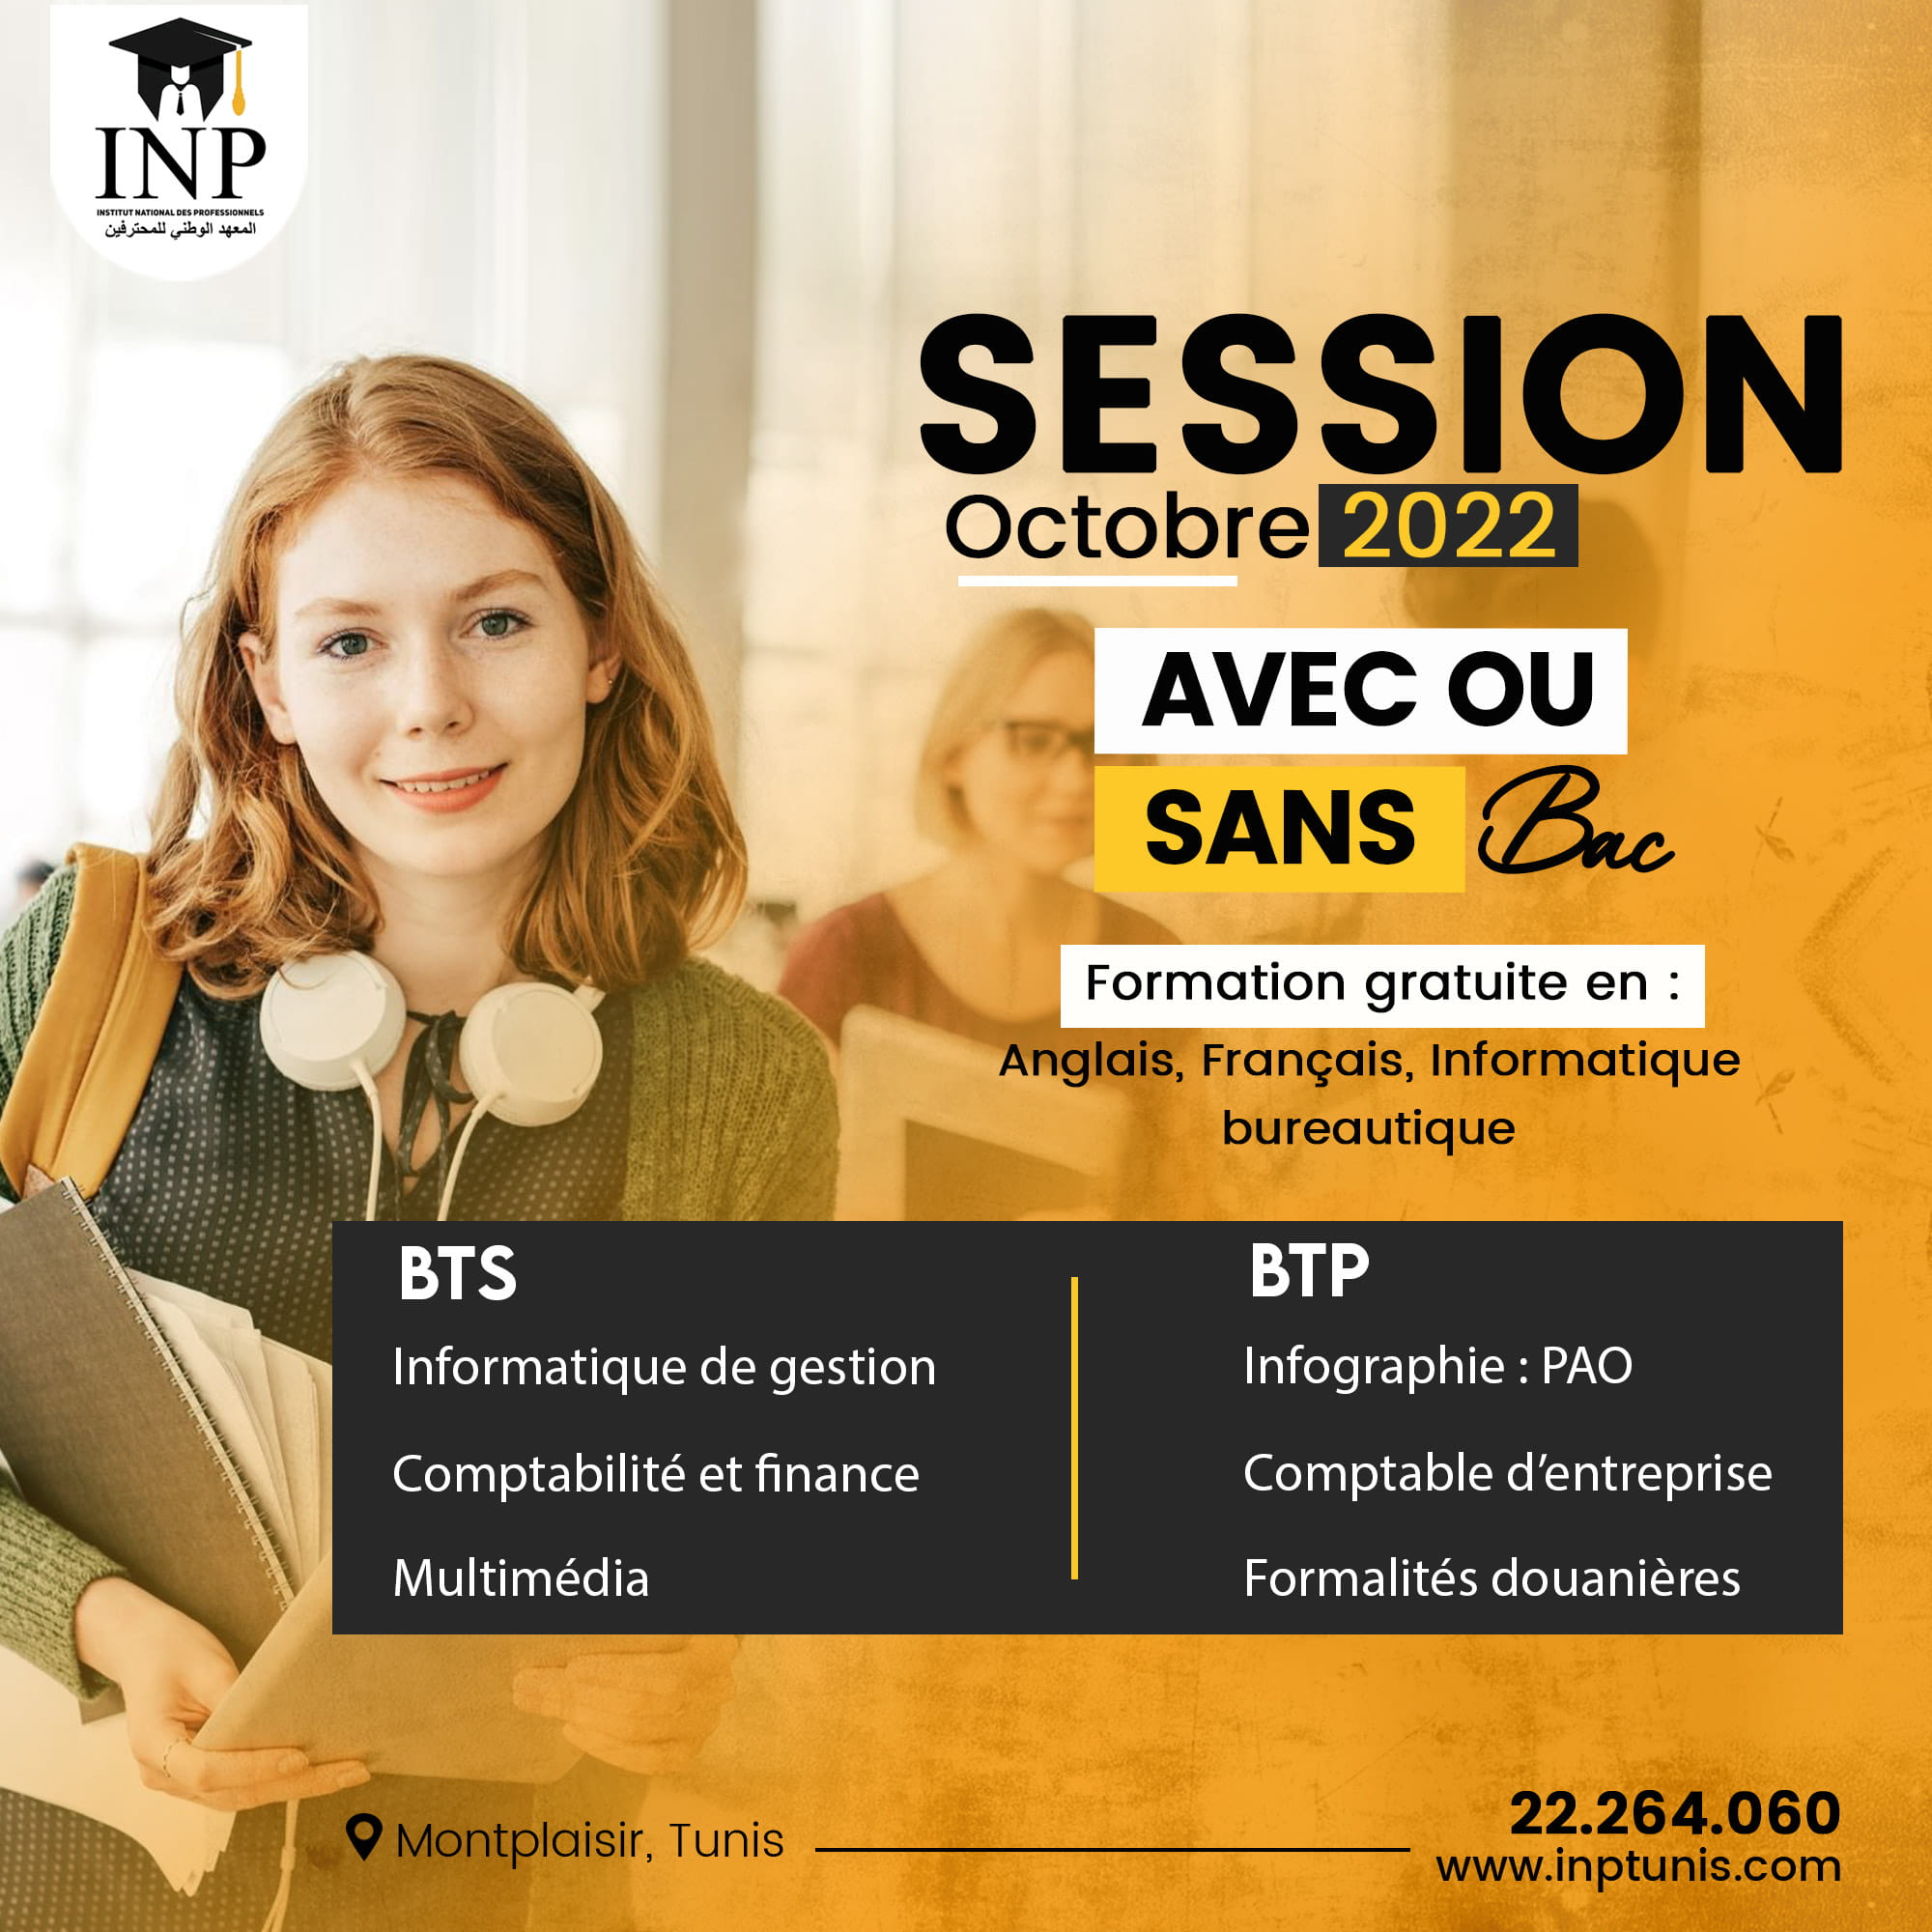 INP
INSTITUT NATIONAL DES PROFESSIONNELS
المعهد الوطني للمحترفين
SESSION
Octobre 2022
AVEC OU
SANS Bac
Formation gratuite en :
Anglais, Français, Informatique
bureautique
BTS
Informatique de gestion
Comptabilité et finance
Multimédia
BTP
Infographie : PAO
Comptable d’entreprise
Formalités douanières
Montplaisir, Tunis
22.264.060
www.inptunis.com